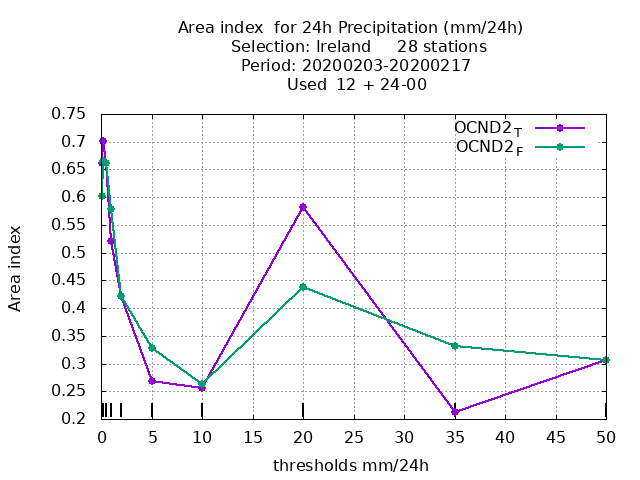 Area index  for 24h Precipitation (mm/24h)
Selection: Ireland     28 stations
Period: 20200203-20200217
Used  12 + 24-00
OCND2T
OCND2F
0.75
0.7
0.65
0.6
0.55
0.5
0.45
0.4
0.35
0.3
0.25
0.2
Area index
0 5 10 15 20 25 30 35 40 45 50
thresholds mm/24h